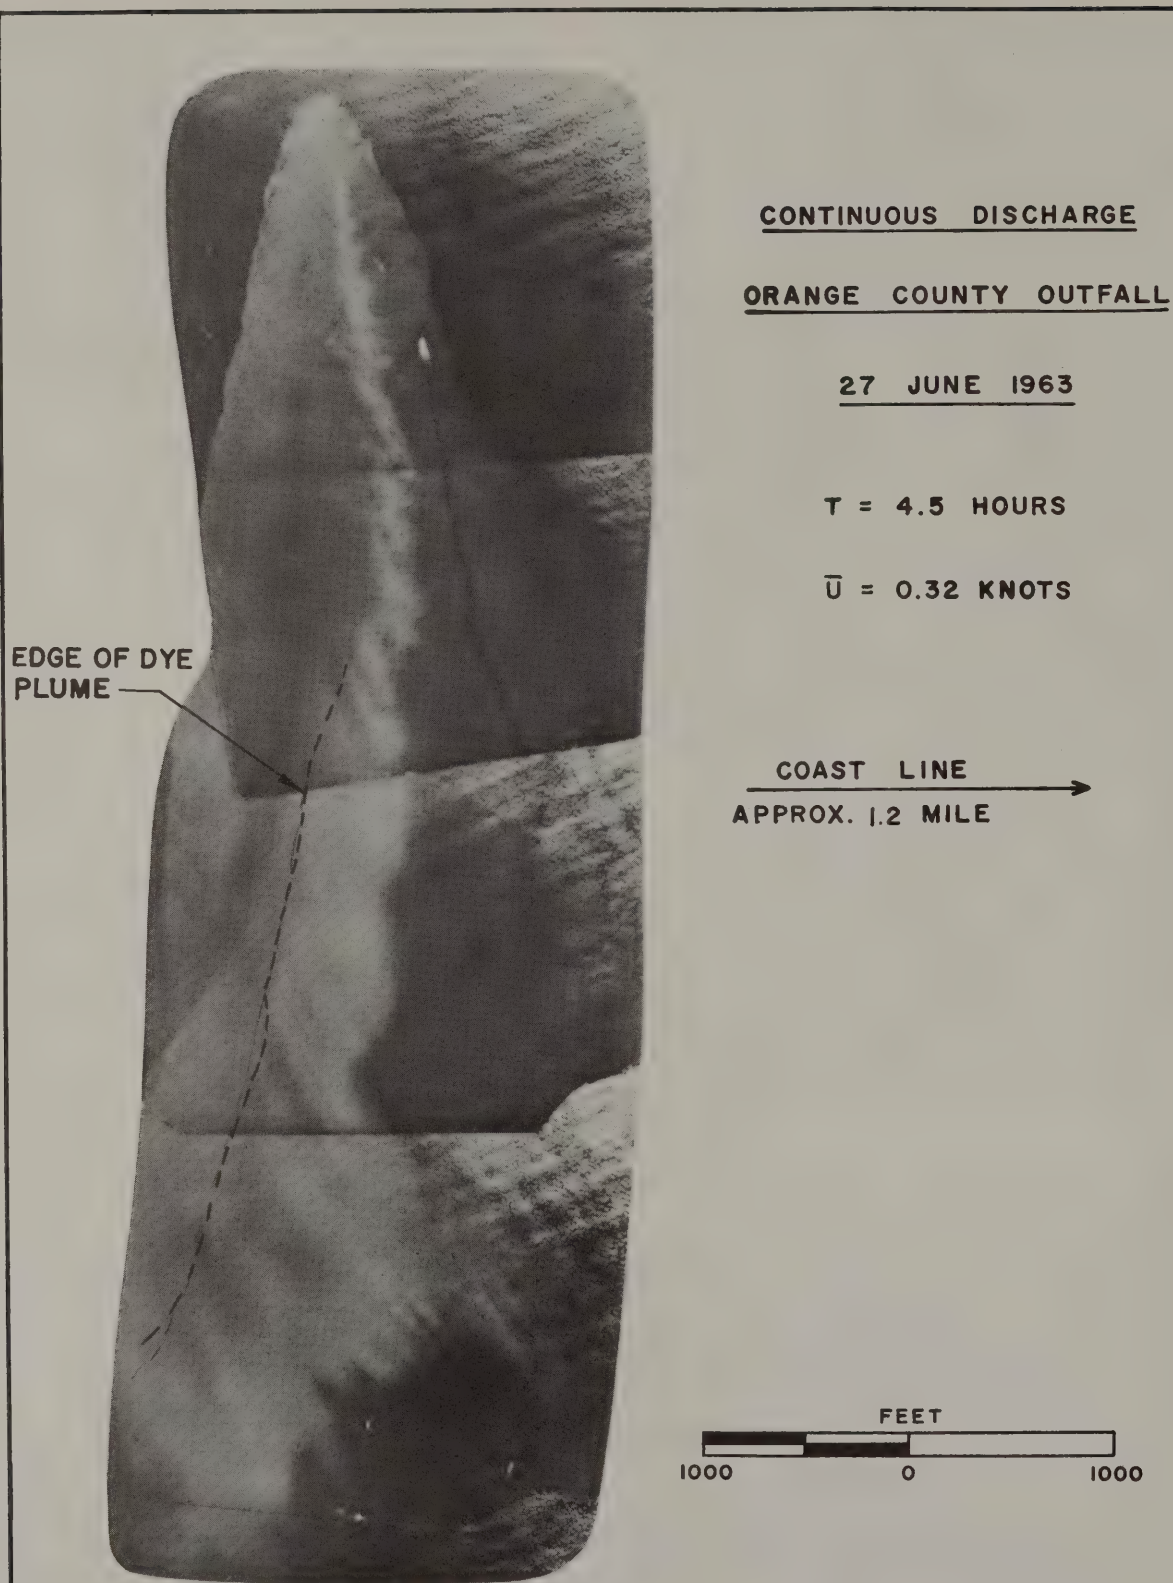 CONTINUOUS DISCHARGE
ORANGE COUNTY OUTFALL
27 JUNE 1963
T = 4.5 HOURS
U̅ = 0.32 KNOTS
EDGE OF DYE
PLUME
COAST LINE
APPROX. 1.2 MILE
FEET
1000 0 1000